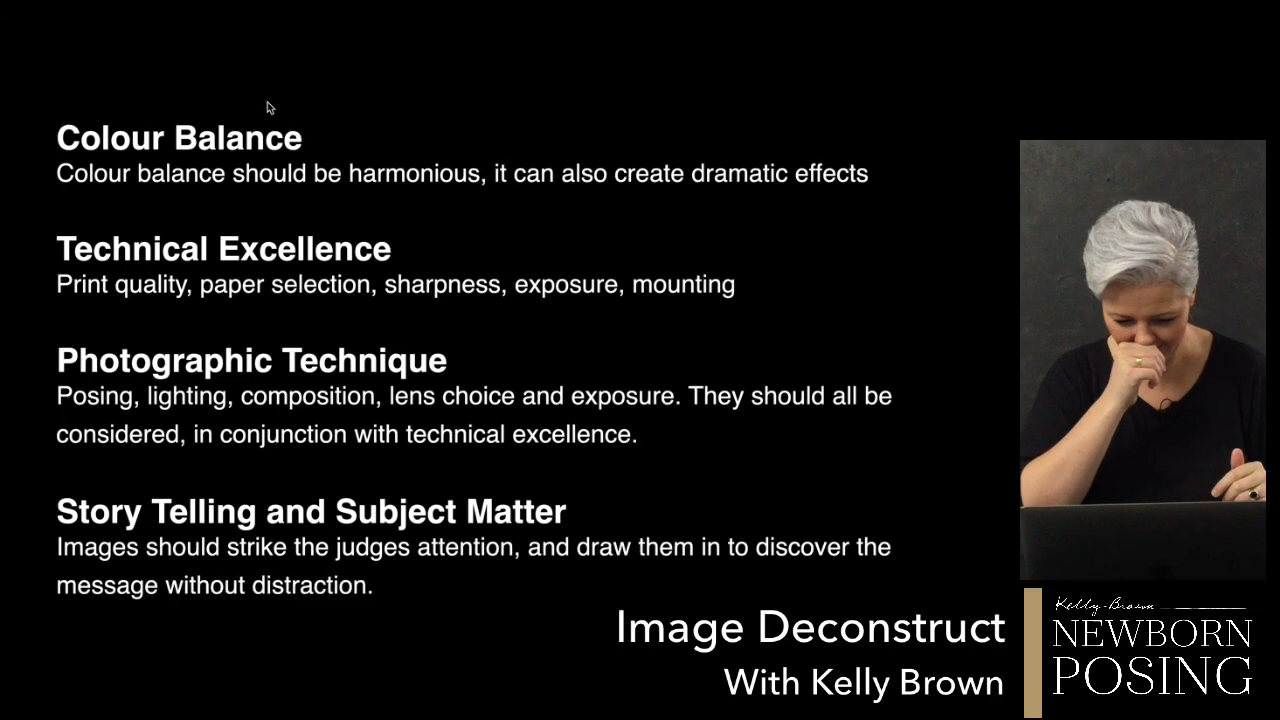 Colour Balance
Colour balance should be harmonious, it can also create dramatic effects
Technical Excellence
Print quality, paper selection, sharpness, exposure, mounting
Photographic Technique
Posing, lighting, composition, lens choice and exposure. They should all be
considered, in conjunction with technical excellence.
Story Telling and Subject Matter
Images should strike the judges attention, and draw them in to discover the
message without distraction.
Image Deconstruct
With Kelly Brown
Kelly Brown
NEWBORN
POSING